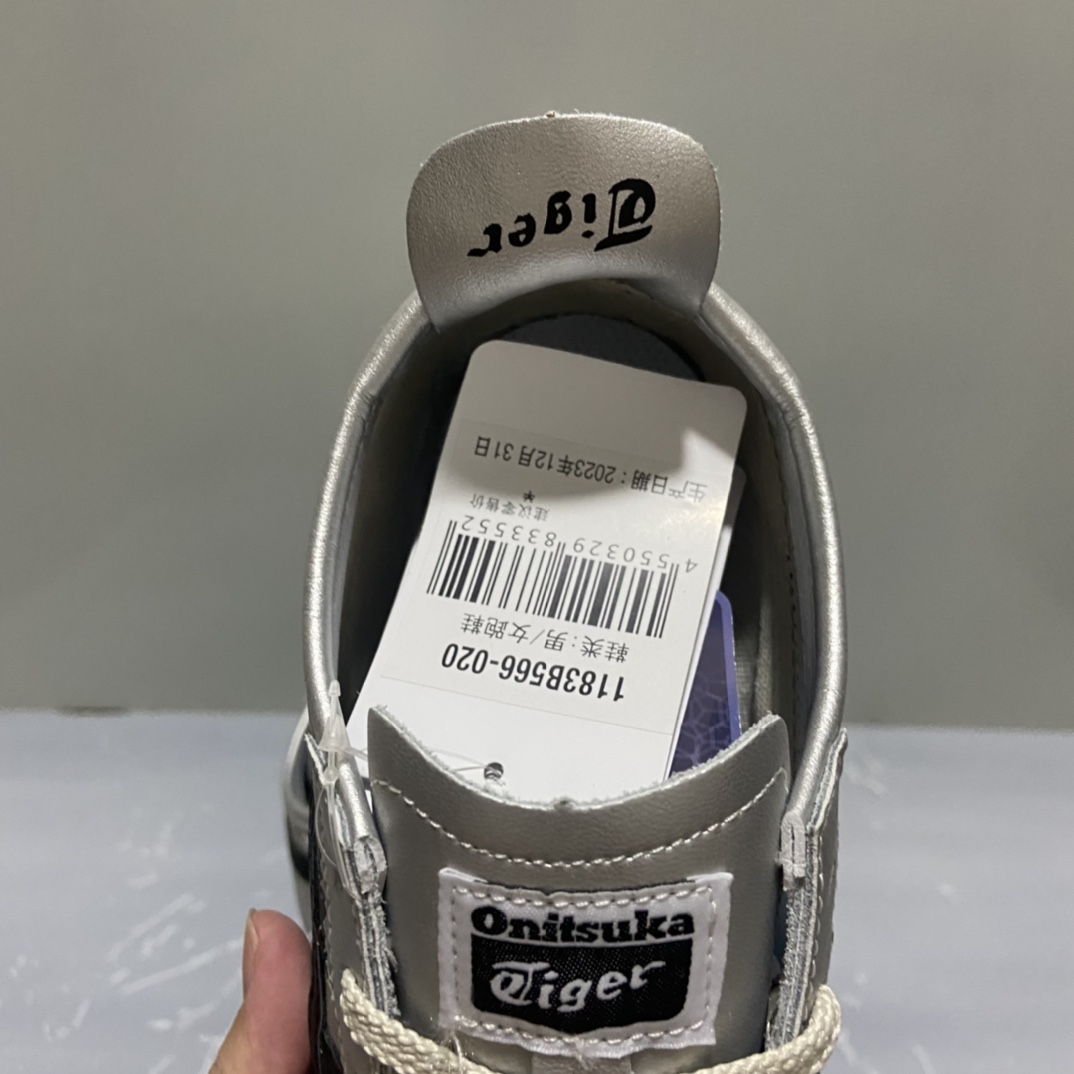 Tiger
1183B566-020
鞋类:男/女跑鞋
4 550329 833552
建议零售价
*
生产日期:2023年12月31日
Onitsuka
Tiger